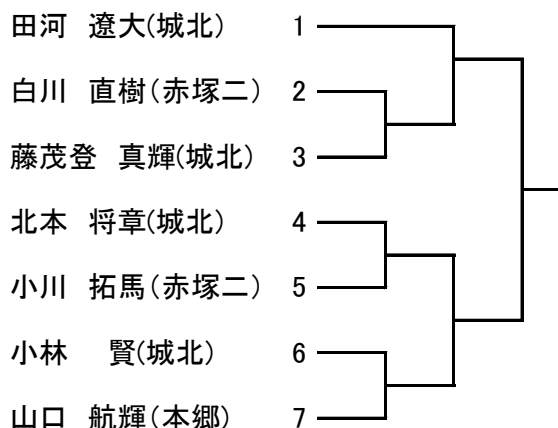 田河　遼大(城北)　1
白川　直樹（赤塚二）　2
藤茂登　真輝(城北)　3
北本　将章(城北)　4
小川　拓馬（赤塚二）　5
小林　　賢(城北)　6
山口　航輝（本郷）　7